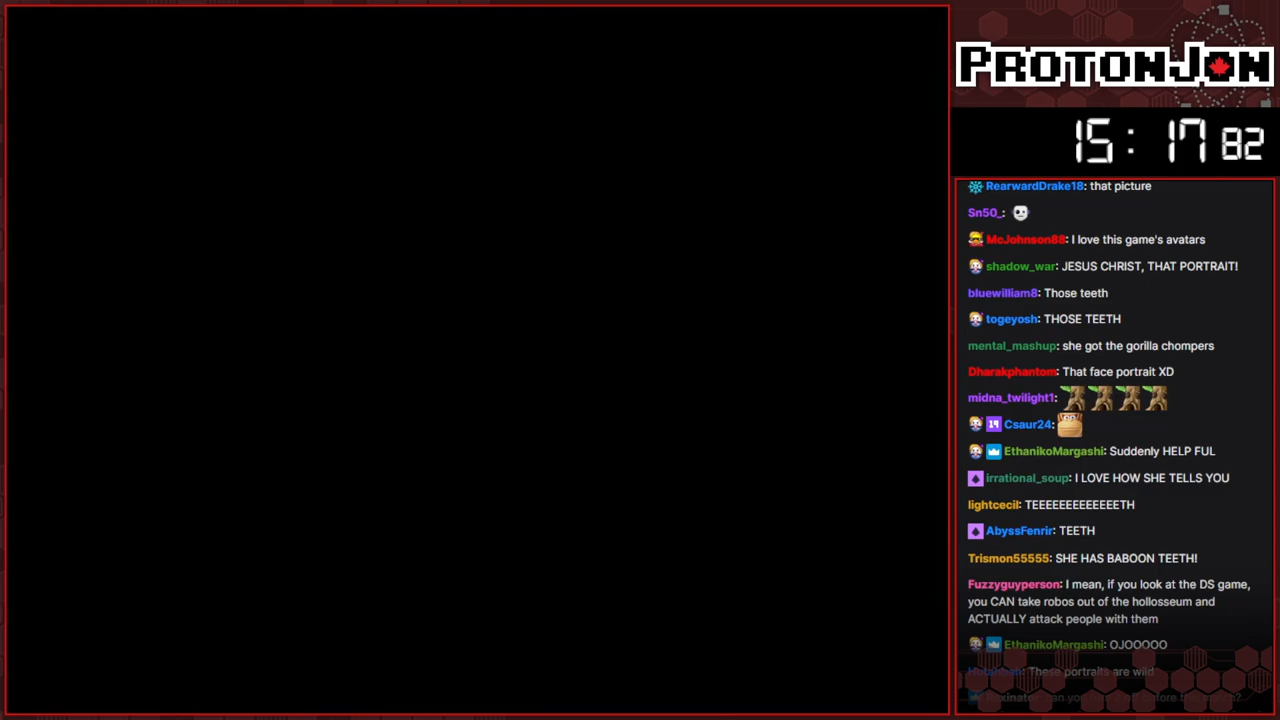 PROTONJON
15:17 82
RearwardDrake18: that picture
Sn50_:
McJohnson88: I love this game's avatars
shadow_war: JESUS CHRIST, THAT PORTRAIT!
bluewilliam8: Those teeth
togeyosh: THOSE TEETH
mental_mashup: she got the gorilla chompers
Dharakphantom: That face portrait XD
midna_twilight1:
19 Csaur24:
EthanikoMargashi: Suddenly HELP FUL
irrational_soup: I LOVE HOW SHE TELLS YOU
lightcecil: TEEEEEEEEEEEEETH
AbyssFenrir: TEETH
Trismon55555: SHE HAS BABOON TEETH!
Fuzzyguyperson: I mean, if you look at the DS game,
you CAN take robos out of the hollosseum and
ACTUALLY attack people with them
EthanikoMargashi: OJOOOOO
These portraits are wild